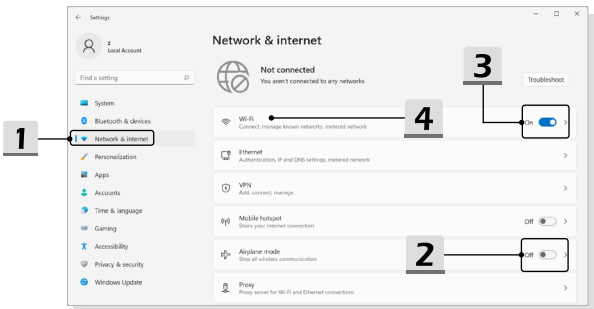 Settings
z
Local Account
Find a setting
System
Bluetooth & devices
1
Network & internet
Personalization
Apps
Accounts
Time & language
Gaming
Accessibility
Privacy & security
Windows Update
Network & internet
Not connected
You aren't connected to any networks
3
Troubleshoot
Wi-Fi
Connect, manage known networks, metered network
4
On
Ethernet
Authentication, IP and DNS settings, metered network
VPN
Add, connect, manage
Mobile hotspot
Share your internet connection
Off
Airplane mode
Stop all wireless communication
2
Off
Proxy
Proxy server for Wi-Fi and Ethernet connections